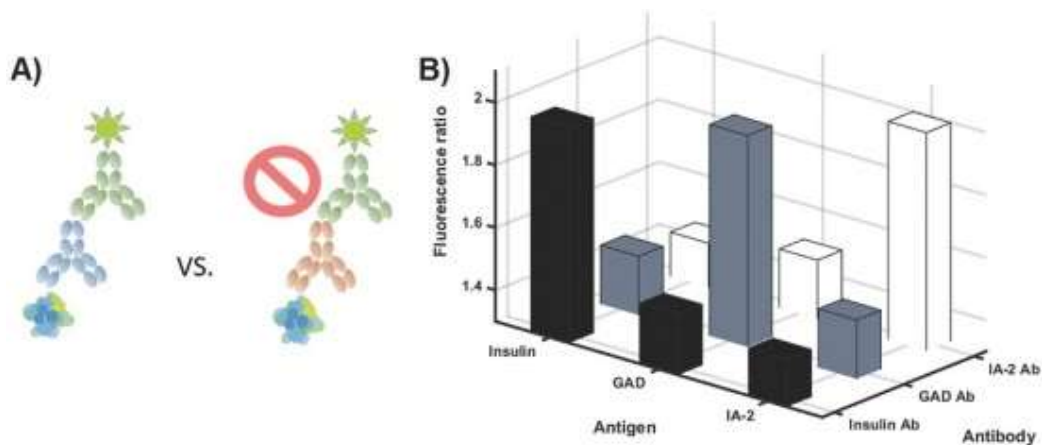 A)
VS.
B)
Fluorescence ratio
2
1.8
1.6
1.4
Insulin
GAD
IA-2
Antigen
Insulin Ab
GAD Ab
IA-2 Ab
Antibody